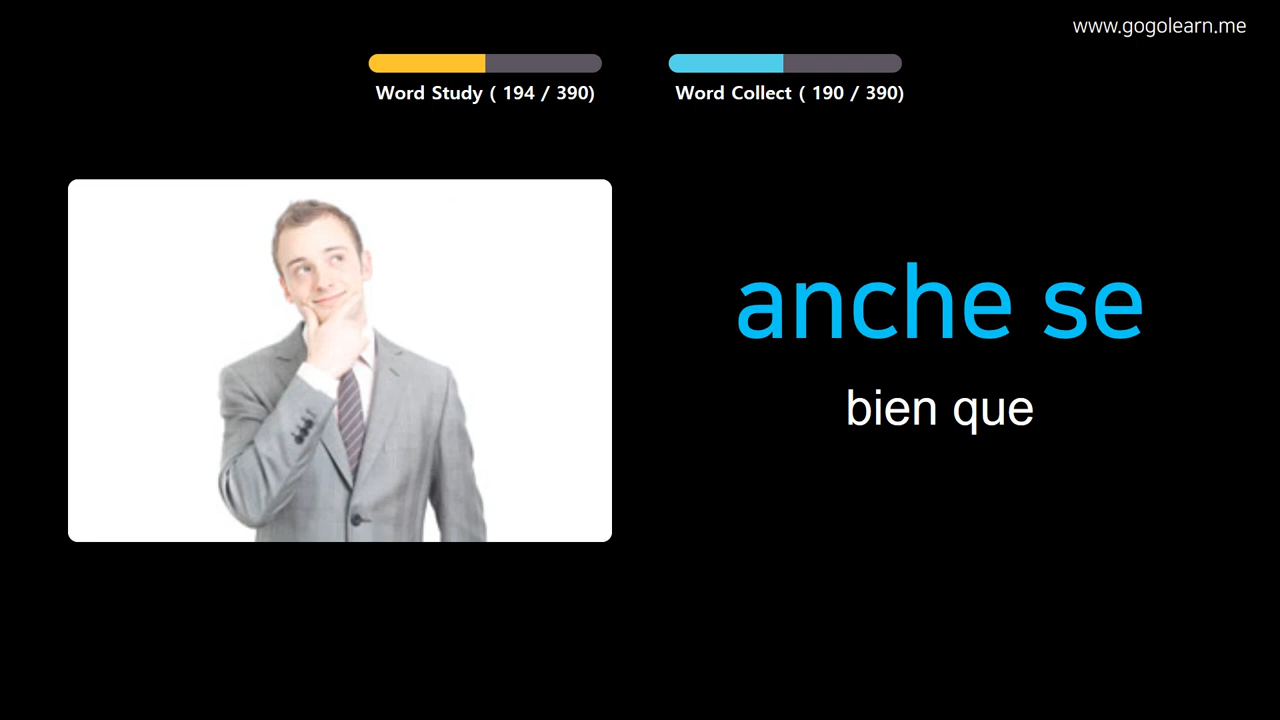 www.gogolearn.me
Word Study ( 194 / 390)
Word Collect ( 190 / 390)
anche se
bien que